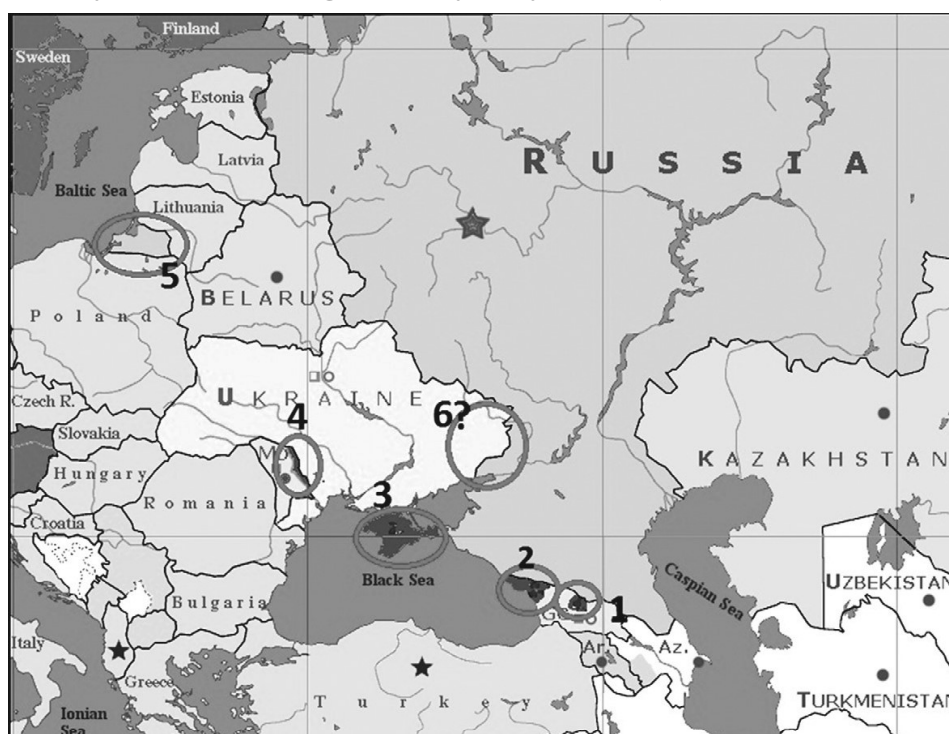 Finland
Sweden
Estonia
RUSSIA
Latvia
Baltic Sea
Lithuania
5
BELARUS
Poland
UKRAINE
Czech R.
4
6?
Slovakia
Mo.
KAZAKHSTAN
Hungary
3
Romania
Croatia
2
Black Sea
Caspian Sea
UZBEKISTAN
Bulgaria
1
Italy
Ar.
Az.
Greece
TURKMENISTAN
Turkey
Ionian
Sea